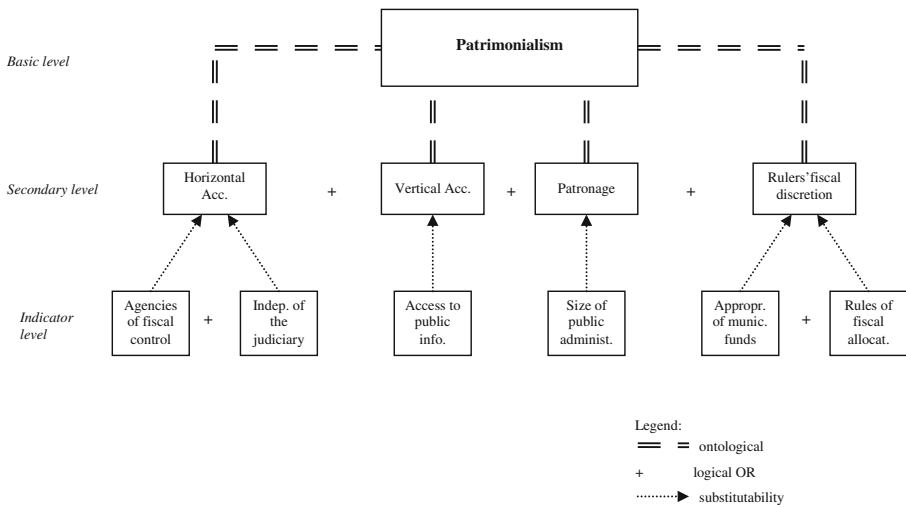 Patrimonialism
Basic level
Secondary level
Horizontal
Acc.
+
Vertical Acc.
+
Patronage
+
Rulers'fiscal
discretion
Indicator
level
Agencies
of fiscal
control
+
Indep. of
the
judiciary
Access to
public
info.
Size of
public
administ.
Appropr.
of munic.
funds
+
Rules of
fiscal
allocat.
Legend:
ontological
+ logical OR
substitutability